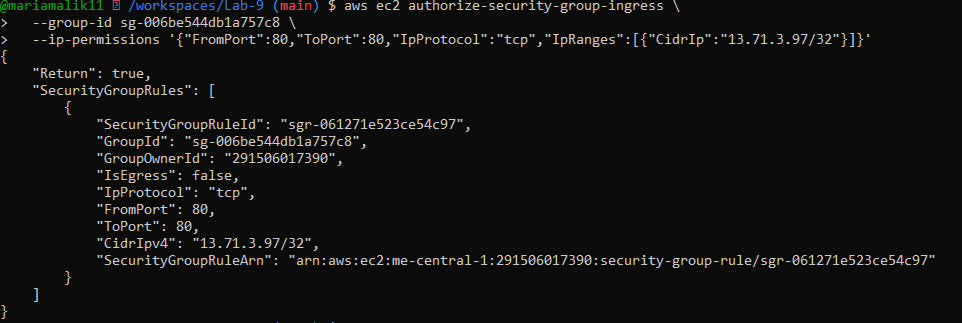 @mariamalik11 /workspaces/Lab-9 (main) $ aws ec2 authorize-security-group-ingress \
>   --group-id sg-006be544db1a757c8 \
>   --ip-permissions '{"FromPort":80,"ToPort":80,"IpProtocol":"tcp","IpRanges":[{"CidrIp":"13.71.3.97/32"}]}'
{
    "Return": true,
    "SecurityGroupRules": [
        {
            "SecurityGroupRuleId": "sgr-061271e523ce54c97",
            "GroupId": "sg-006be544db1a757c8",
            "GroupOwnerId": "291506017390",
            "IsEgress": false,
            "IpProtocol": "tcp",
            "FromPort": 80,
            "ToPort": 80,
            "CidrIpv4": "13.71.3.97/32",
            "SecurityGroupRuleArn": "arn:aws:ec2:me-central-1:291506017390:security-group-rule/sgr-061271e523ce54c97"
        }
    ]
}